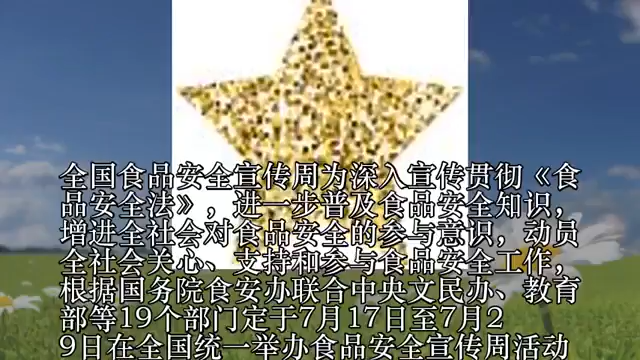 全国食品安全宣传周为深入宣传贯彻《食
品安全法》，进一步普及食品安全知识，
增进全社会对食品安全的参与意识，动员
全社会关心、支持和参与食品安全工作，
根据国务院食安办联合中央文民办、教育
部等19个部门定于7月17日至7月2
9日在全国统一举办食品安全宣传周活动